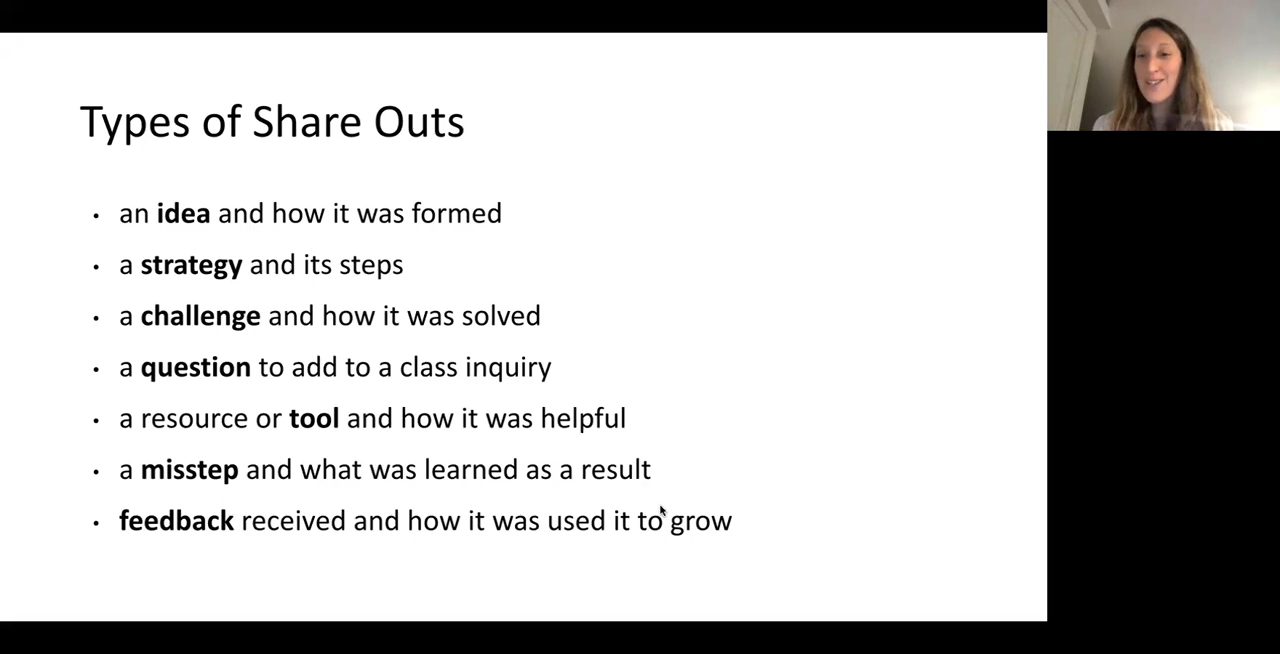 Types of Share Outs
• an idea and how it was formed
• a strategy and its steps
• a challenge and how it was solved
• a question to add to a class inquiry
• a resource or tool and how it was helpful
• a misstep and what was learned as a result
• feedback received and how it was used it to grow